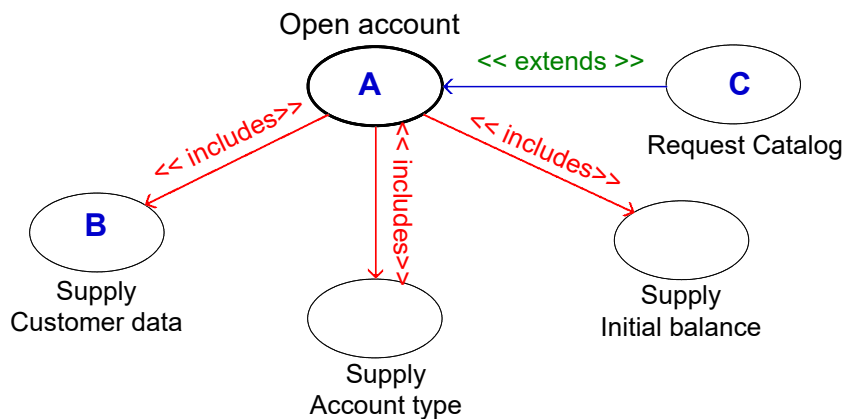 Open account
<< extends >>
A
C
<< includes>>
<< includes>>
<< includes>>
Request Catalog
B
Supply
Customer data
Supply
Initial balance
Supply
Account type